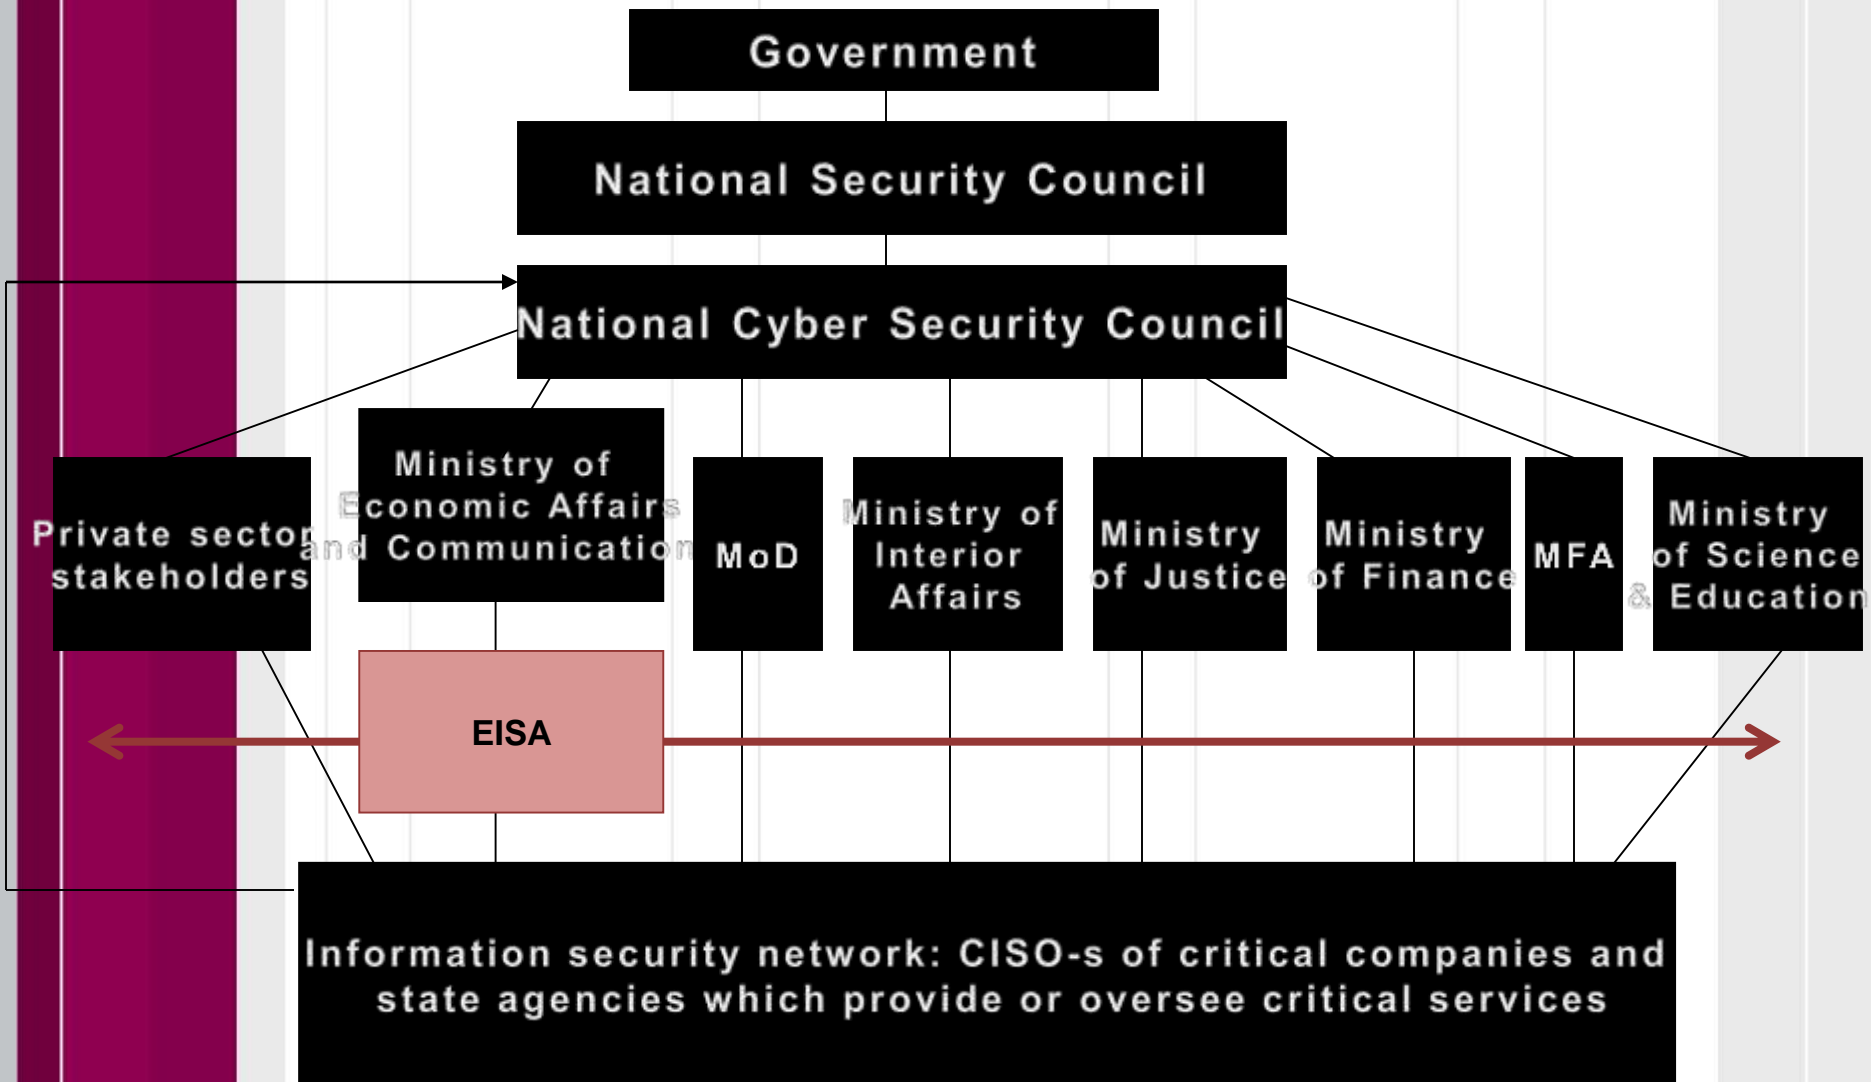 Government
National Security Council
National Cyber Security Council
Private sector
stakeholders
Ministry of
Economic Affairs
and Communication
MoD
Ministry of
Interior
Affairs
Ministry
of Justice
Ministry
of Finance
MFA
Ministry
of Science
& Education
EISA
Information security network: CISO-s of critical companies and
state agencies which provide or oversee critical services